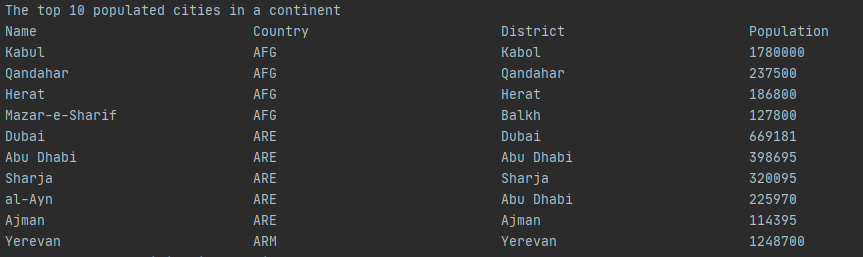 The top 10 populated cities in a continent
Name Country District Population
Kabul AFG Kabol 1780000
Qandahar AFG Qandahar 237500
Herat AFG Herat 186800
Mazar-e-Sharif AFG Balkh 127800
Dubai ARE Dubai 669181
Abu Dhabi ARE Abu Dhabi 398695
Sharja ARE Sharja 320095
al-Ayn ARE Abu Dhabi 225970
Ajman ARE Ajman 114395
Yerevan ARM Yerevan 1248700